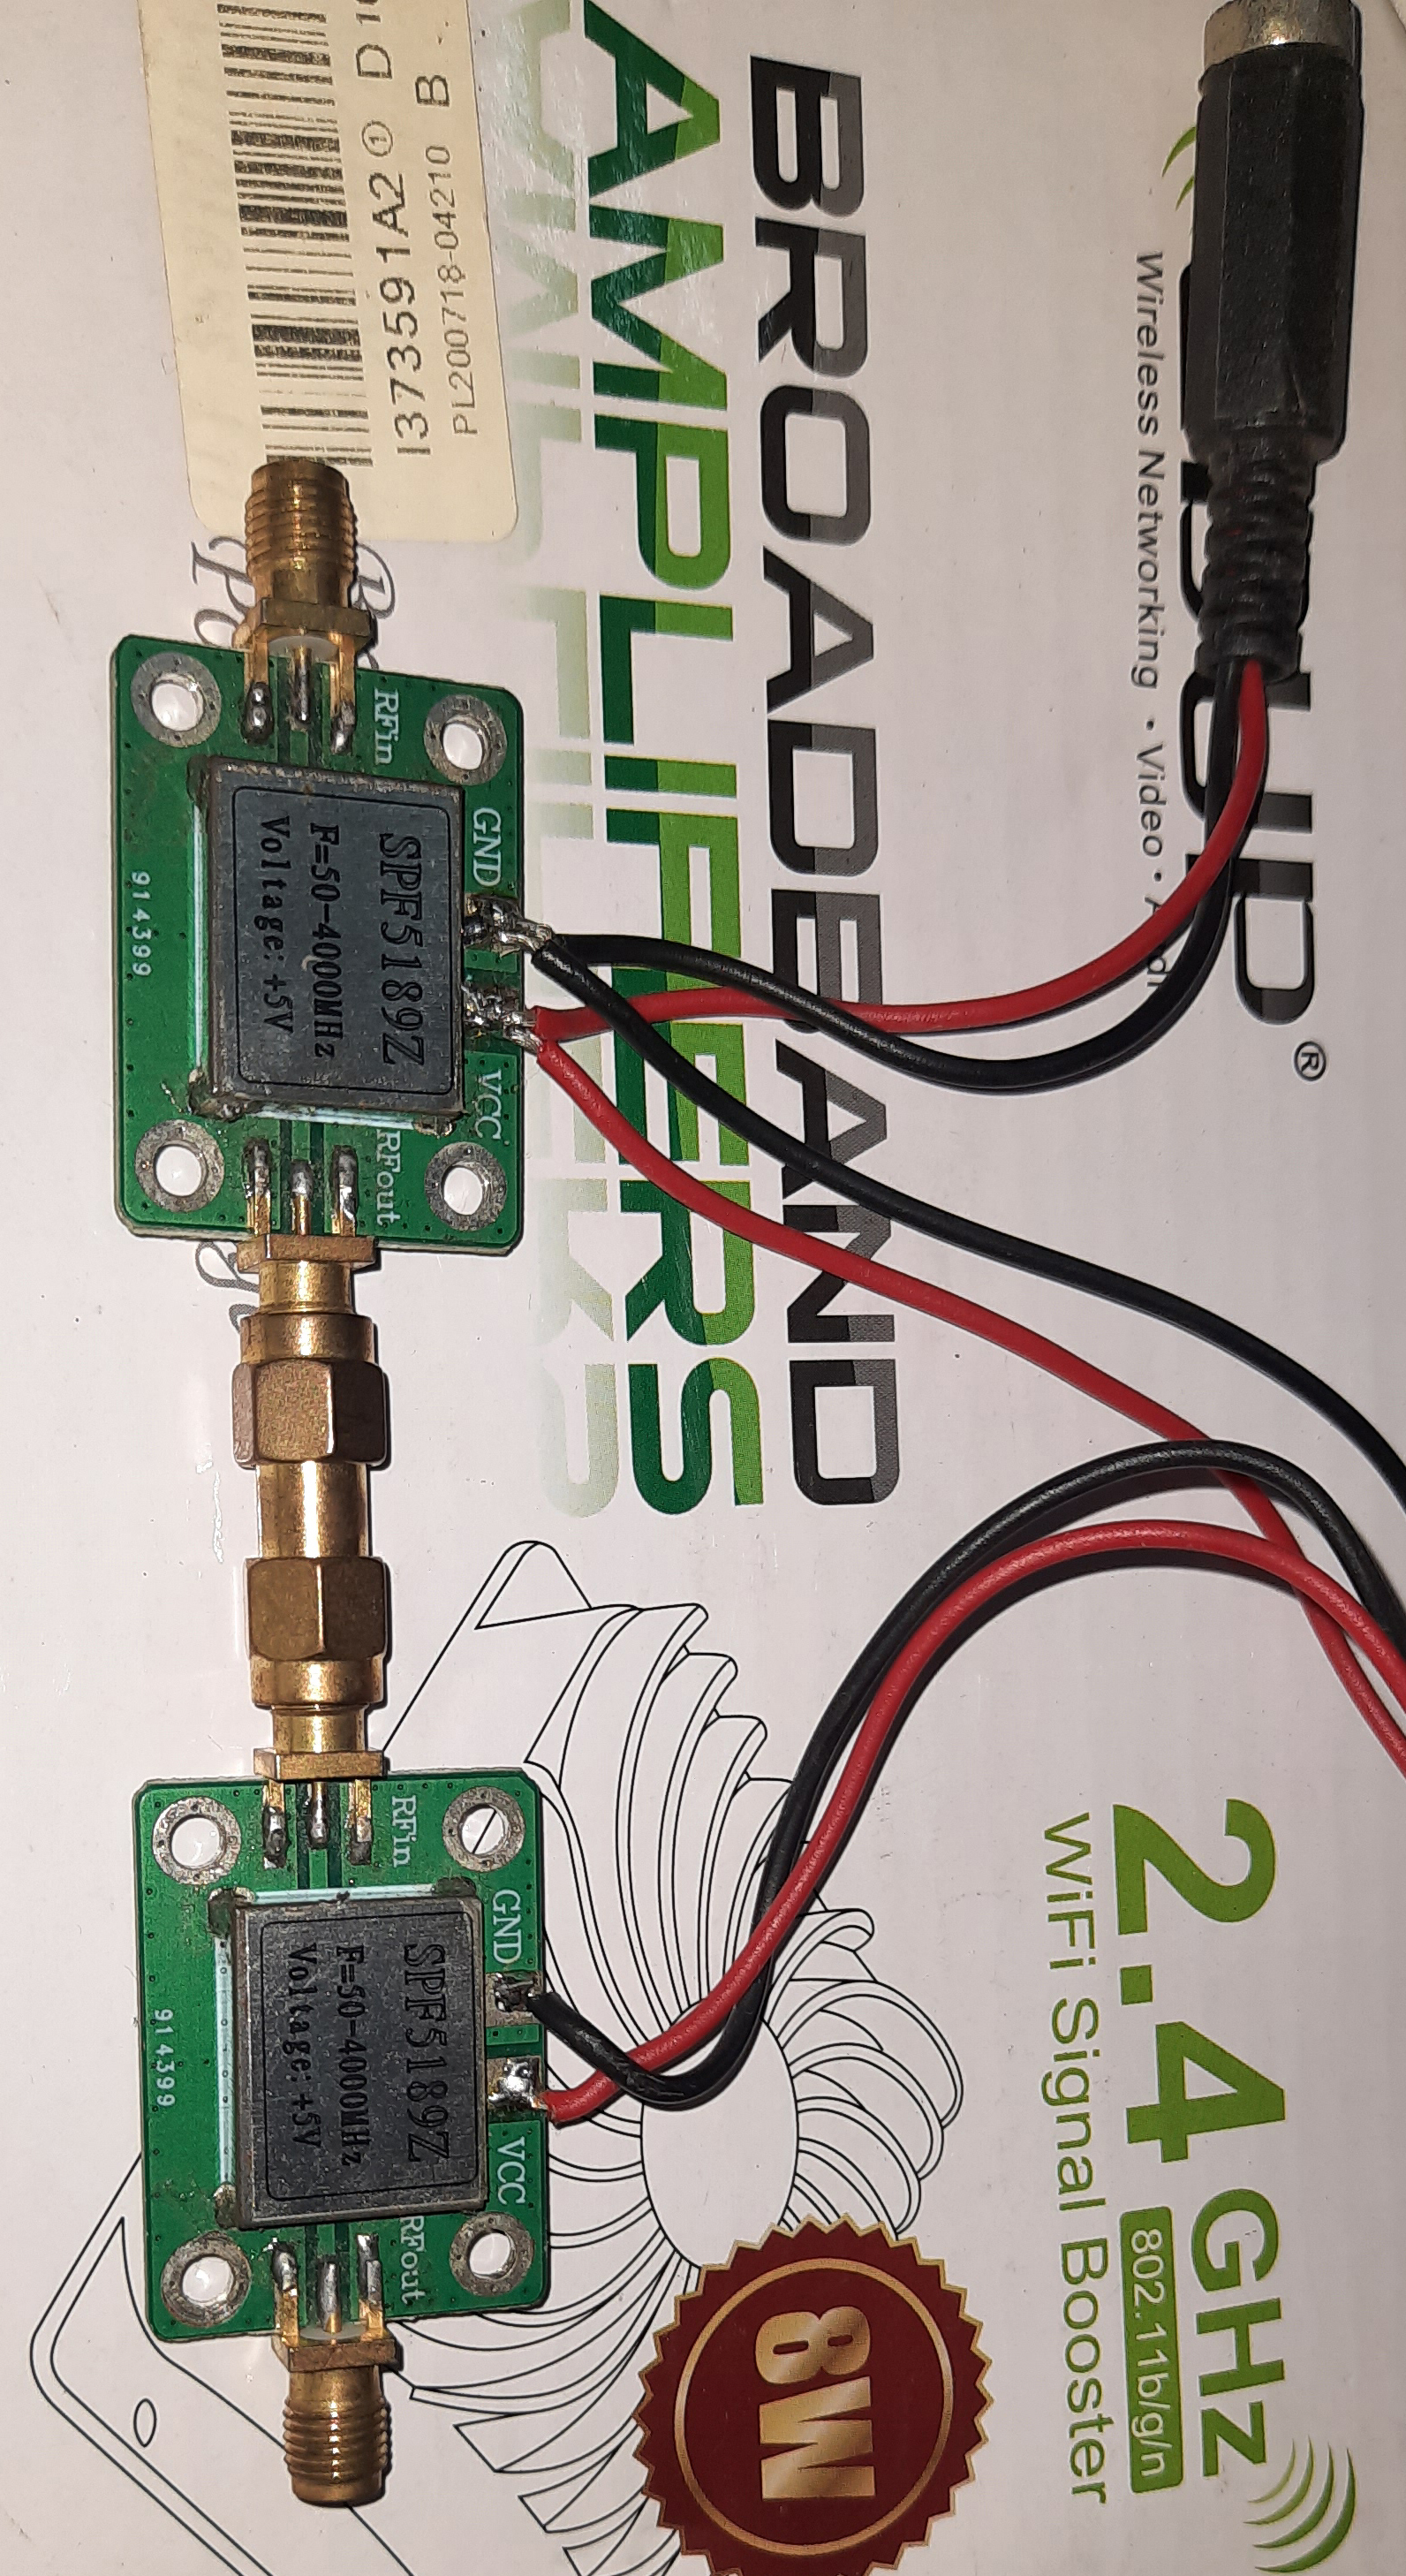 914399
SPF5189Z
F=50-4000MHz
Voltage: +5V
RFin
RFout
GND
VCC
914399
SPF5189Z
F=50-4000MHz
Voltage: +5V
RFin
RFout
GND
VCC
I373591A2 ① D
PL200718-04210 B
®
Wireless Networking • Video •
BROADBAND
AMPLIFIERS
AMPLIFIERS
2.4 GHz
802.11b/g/n
WiFi Signal Booster
8W